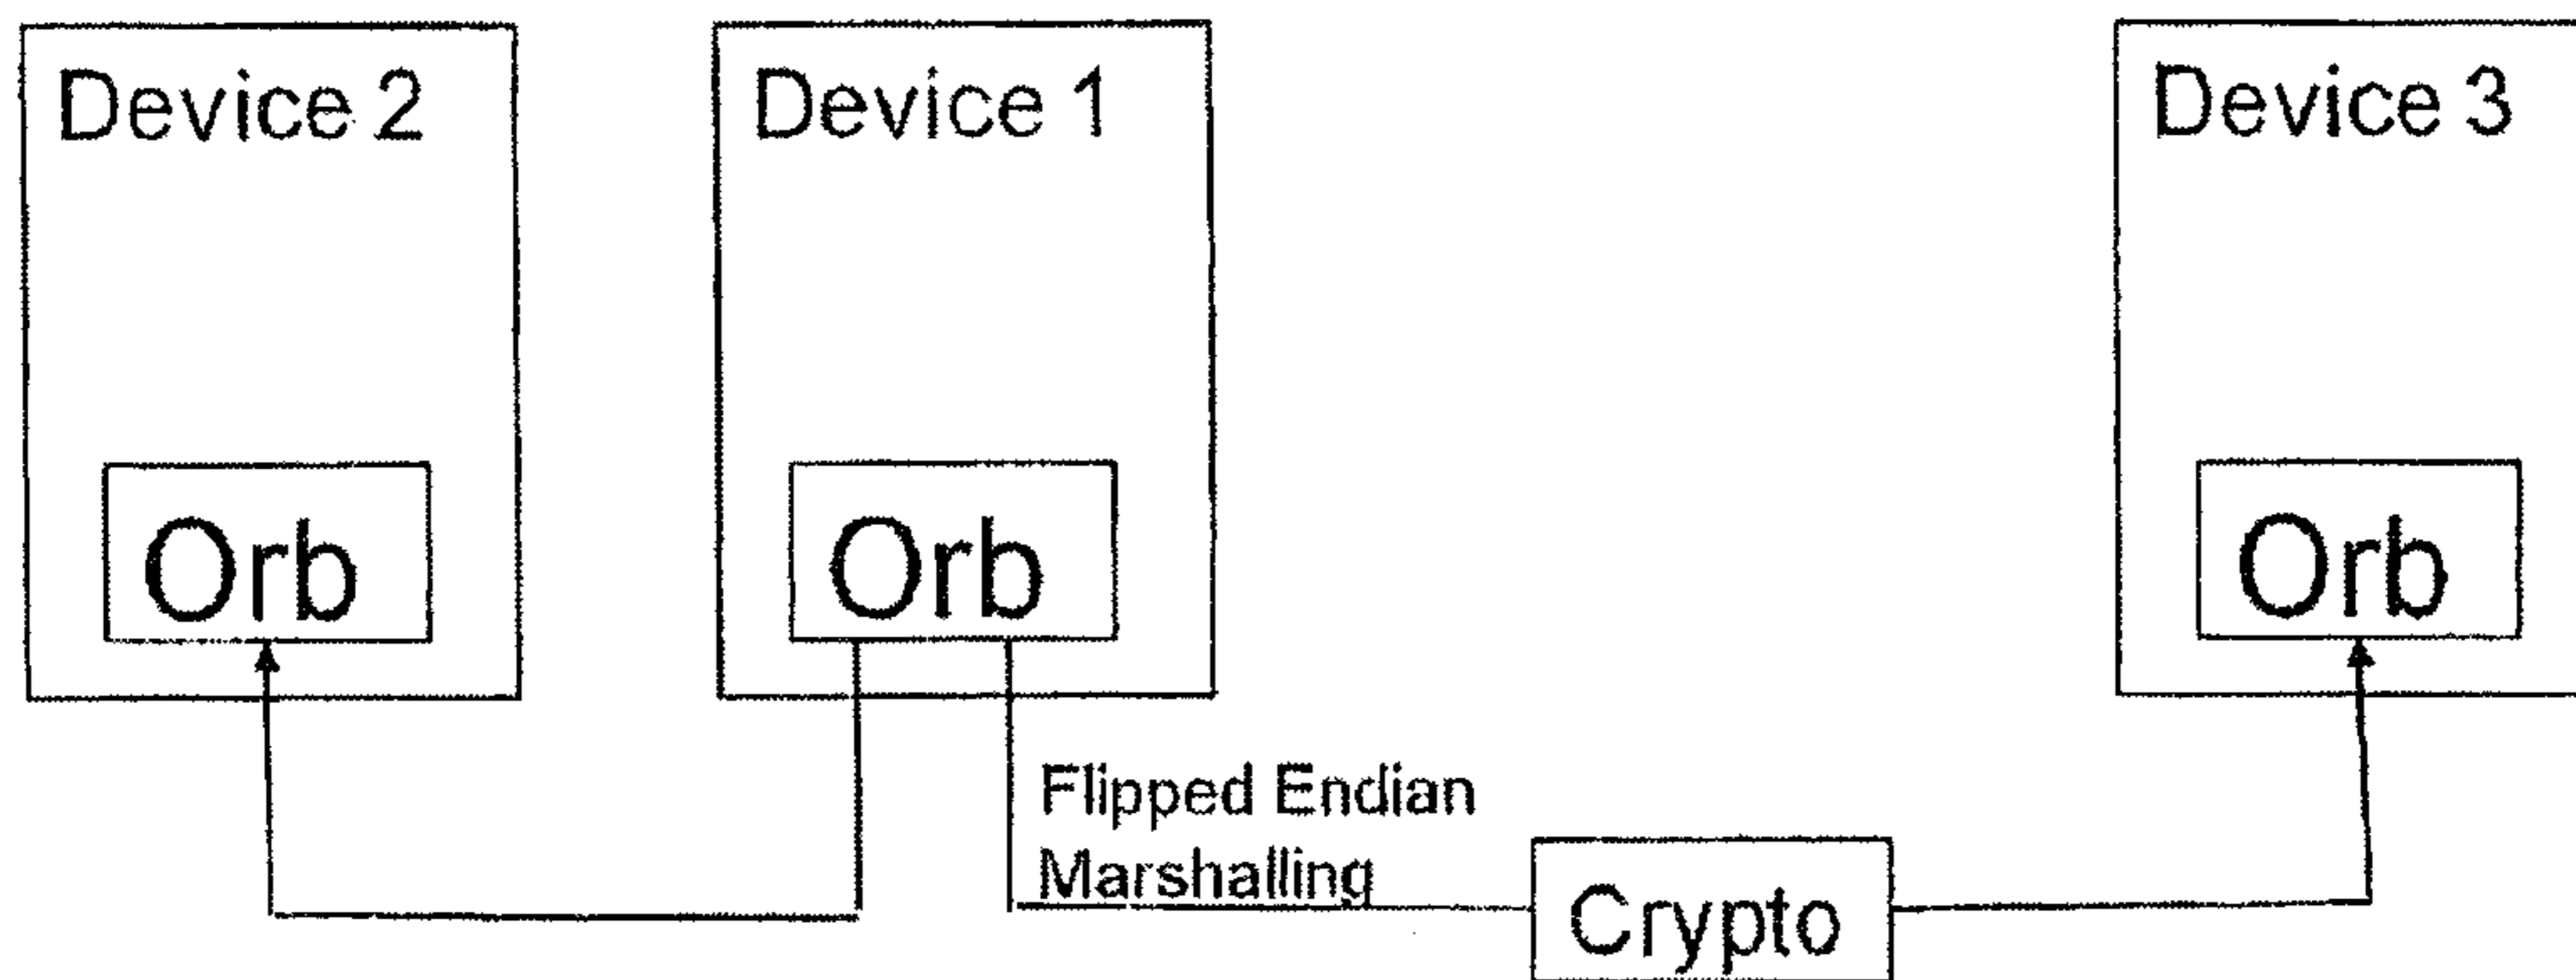 Device 2
Device 1
Device 3
Orb
Orb
Orb
Flipped Endian
Marshalling
Crypto